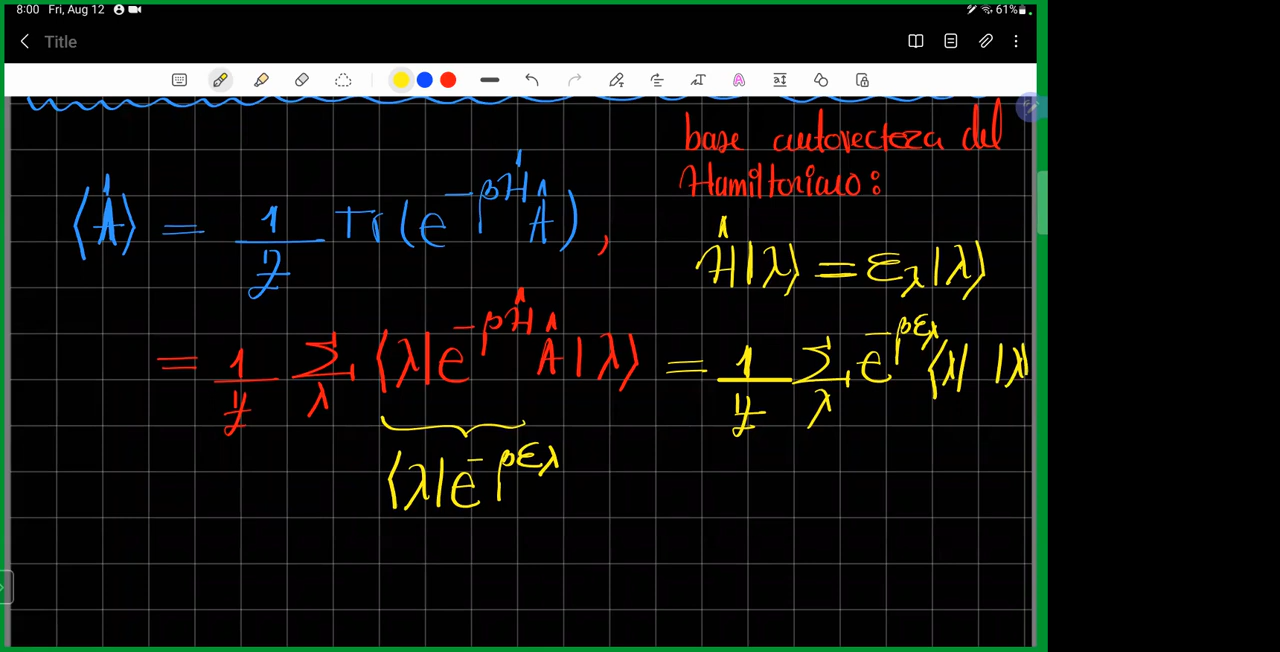 8:00 Fri, Aug 12
61%
Title
base autovectoza del
Hamiltoniano:
⟨Â⟩ = 1/Z Tr(e^{-βĤ} Â),
Ĥ|λ⟩ = ε_λ|λ⟩
= 1/Z Σ_λ ⟨λ|e^{-βĤ} Â|λ⟩ = 1/Z Σ_λ e^{-βε_λ} ⟨λ| |λ⟩
⟨λ|e^{-βε_λ}